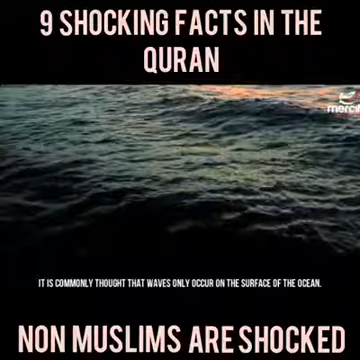 9 SHOCKING FACTS IN THE
QURAN
IT IS COMMONLY THOUGHT THAT WAVES ONLY OCCUR ON THE SURFACE OF THE OCEAN.
NON MUSLIMS ARE SHOCKED